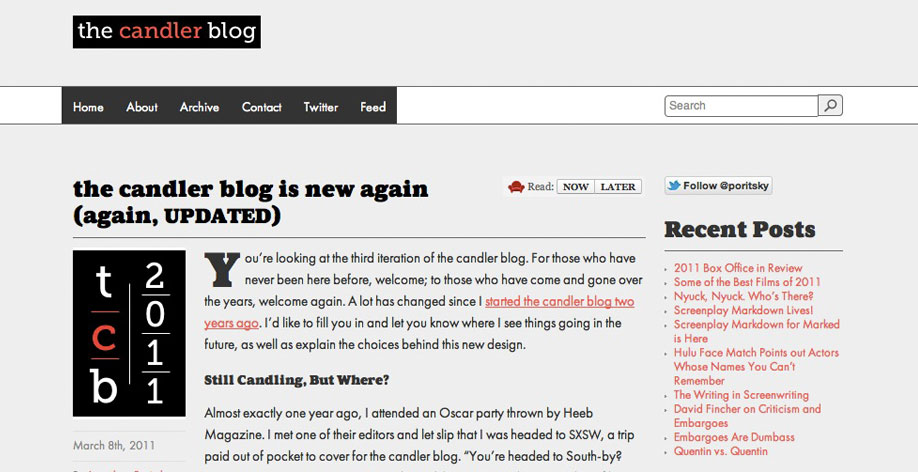 the candler blog
Home About Archive Contact Twitter Feed
Search
the candler blog is new again
(again, UPDATED)
Read: NOW LATER
Follow @poritsky
t c b
2011
March 8th, 2011
You're looking at the third iteration of the candler blog. For those who have
never been here before, welcome; to those who have come and gone over
the years, welcome again. A lot has changed since I started the candler blog two
years ago. I'd like to fill you in and let you know where I see things going in the
future, as well as explain the choices behind this new design.
Still Candling, But Where?
Almost exactly one year ago, I attended an Oscar party thrown by Heeb
Magazine. I met one of their editors and let slip that I was headed to SXSW, a trip
paid out of pocket to cover for the candler blog. “You're headed to South-by?
Recent Posts
2011 Box Office in Review
Some of the Best Films of 2011
Nyuck, Nyuck. Who's There?
Screenplay Markdown Lives!
Screenplay Markdown for Marked
is Here
Hulu Face Match Points out Actors
Whose Names You Can't
Remember
The Writing in Screenwriting
David Fincher on Criticism and
Embargoes
Embargoes Are Dumbass
Quentin vs. Quentin